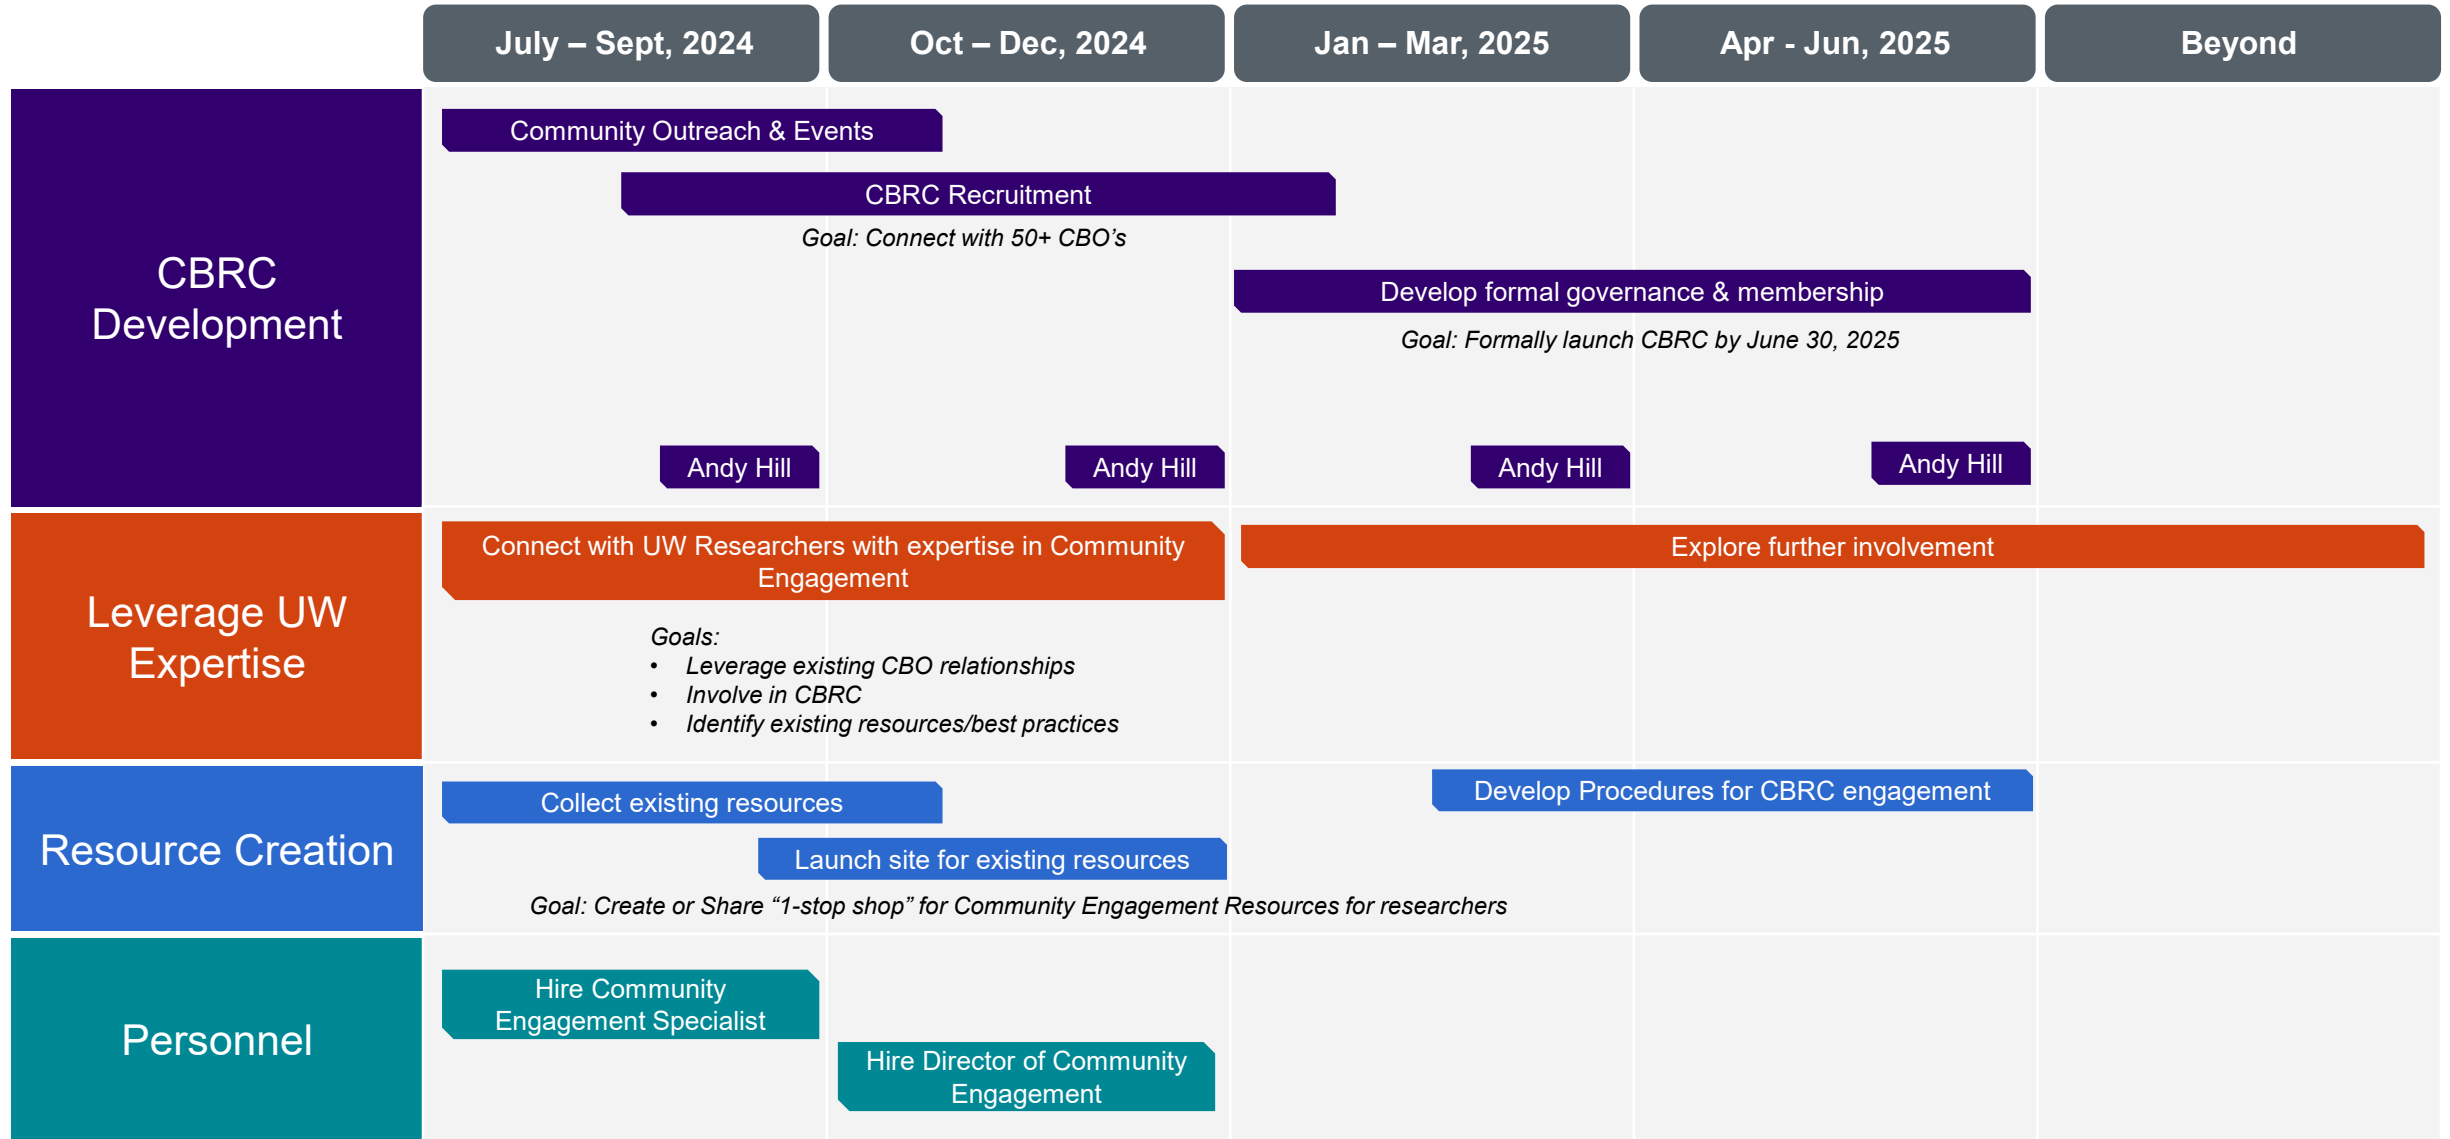 July – Sept, 2024
Oct – Dec, 2024
Jan – Mar, 2025
Apr - Jun, 2025
Beyond
CBRC
Development
Community Outreach & Events
CBRC Recruitment
Goal: Connect with 50+ CBO’s
Develop formal governance & membership
Goal: Formally launch CBRC by June 30, 2025
Andy Hill
Andy Hill
Andy Hill
Andy Hill
Leverage UW
Expertise
Connect with UW Researchers with expertise in Community
Engagement
Explore further involvement
Goals:
• Leverage existing CBO relationships
• Involve in CBRC
• Identify existing resources/best practices
Resource Creation
Collect existing resources
Develop Procedures for CBRC engagement
Launch site for existing resources
Goal: Create or Share “1-stop shop” for Community Engagement Resources for researchers
Personnel
Hire Community
Engagement Specialist
Hire Director of Community
Engagement